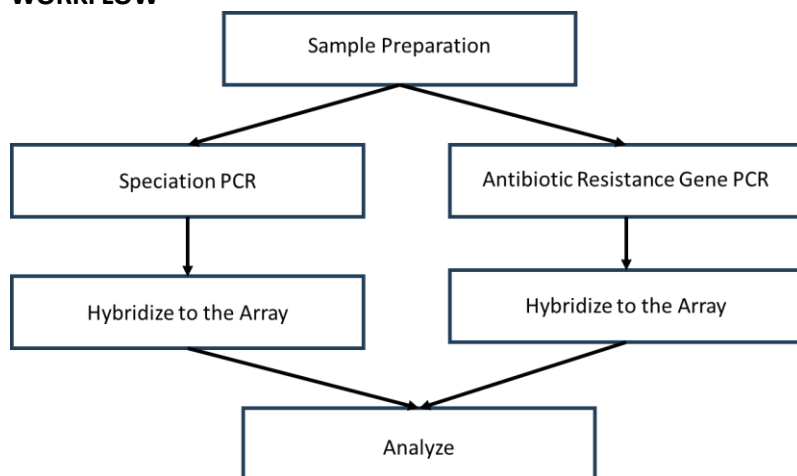 WORKFLOW
Sample Preparation
Speciation PCR
Antibiotic Resistance Gene PCR
Hybridize to the Array
Hybridize to the Array
Analyze